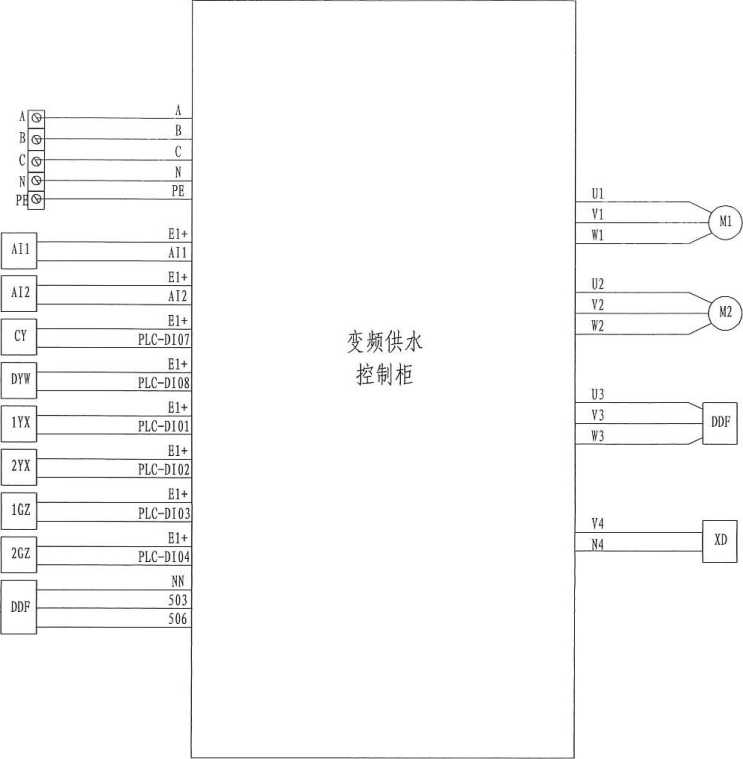 A A
B B
C C
N N
PE PE
AI1 E1+
AI1
AI2 E1+
AI2
CY E1+
PLC-DI07
DYW E1+
PLC-DI08
1YX E1+
PLC-DI01
2YX E1+
PLC-DI02
1GZ E1+
PLC-DI03
2GZ E1+
PLC-DI04
DDF NN
503
506
变频供水
控制柜
U1
V1 M1
W1
U2
V2 M2
W2
U3
V3 DDF
W3
V4 XD
N4